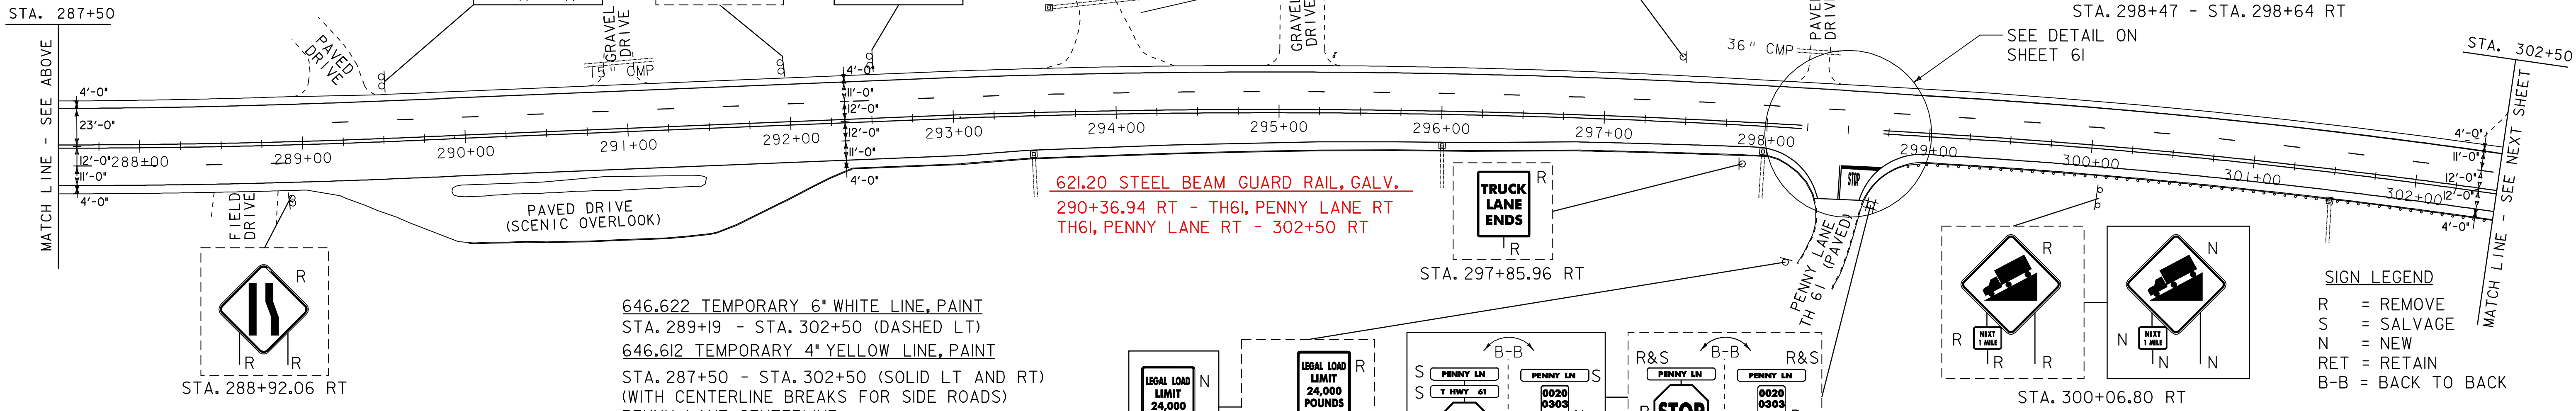 STA. 287+50
MATCH LINE - SEE ABOVE
4'-0"
23'-0"
12'-0"
11'-0"
4'-0"
PAVED
DRIVE
GRAVEL
DRIVE
15" CMP
4'-0"
11'-0"
12'-0"
12'-0"
11'-0"
4'-0"
GRAVEL
DRIVE
36" CMP
PAVED
DRIVE
STA. 298+47 - STA. 298+64 RT
SEE DETAIL ON
SHEET 61
STA. 302+50
MATCH LINE - SEE NEXT SHEET
4'-0"
11'-0"
12'-0"
12'-0"
4'-0"
288+00
289+00
290+00
291+00
292+00
293+00
294+00
295+00
296+00
297+00
298+00
299+00
300+00
301+00
302+00
FIELD
DRIVE
PAVED DRIVE
(SCENIC OVERLOOK)
621.20 STEEL BEAM GUARD RAIL, GALV.
290+36.94 RT - TH61, PENNY LANE RT
TH61, PENNY LANE RT - 302+50 RT
TRUCK
LANE
ENDS
R
R
STA. 297+85.96 RT
STOP
PENNY LANE
TH 61 (PAVED)
R
R
R
STA. 288+92.06 RT
646.622 TEMPORARY 6" WHITE LINE, PAINT
STA. 289+19 - STA. 302+50 (DASHED LT)
646.612 TEMPORARY 4" YELLOW LINE, PAINT
STA. 287+50 - STA. 302+50 (SOLID LT AND RT)
(WITH CENTERLINE BREAKS FOR SIDE ROADS)
LEGAL LOAD
LIMIT
24,000
N
LEGAL LOAD
LIMIT
24,000
POUNDS
R
B-B
S PENNY LN
S T HWY 61
PENNY LN S
0020
0303
B-B
R&S
R&S
PENNY LN
STOP
PENNY LN
0020
0303
R
R NEXT
1 MILE
R
R
N
N NEXT
1 MILE
N
N
STA. 300+06.80 RT
SIGN LEGEND
R = REMOVE
S = SALVAGE
N = NEW
RET = RETAIN
B-B = BACK TO BACK